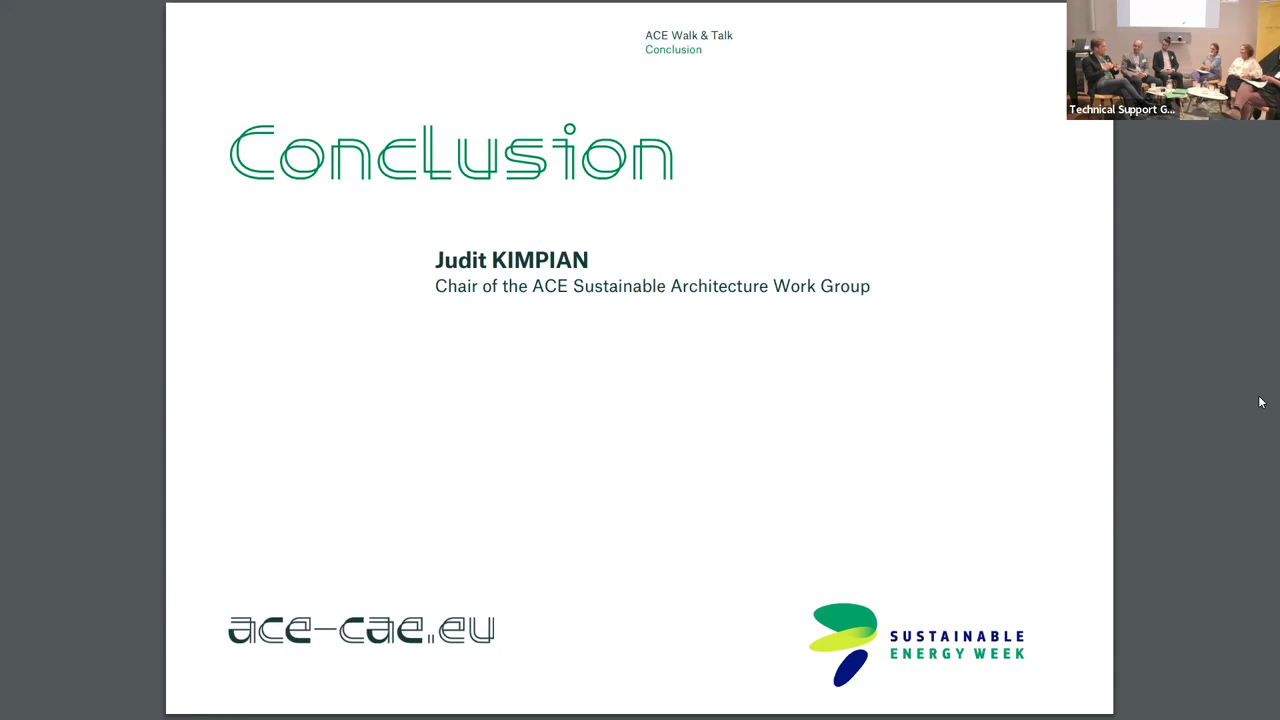 ACE Walk & Talk
Conclusion
Technical Support G...
Conclusion
Judit KIMPIAN
Chair of the ACE Sustainable Architecture Work Group
ace-cae.eu
SUSTAINABLE
ENERGY WEEK